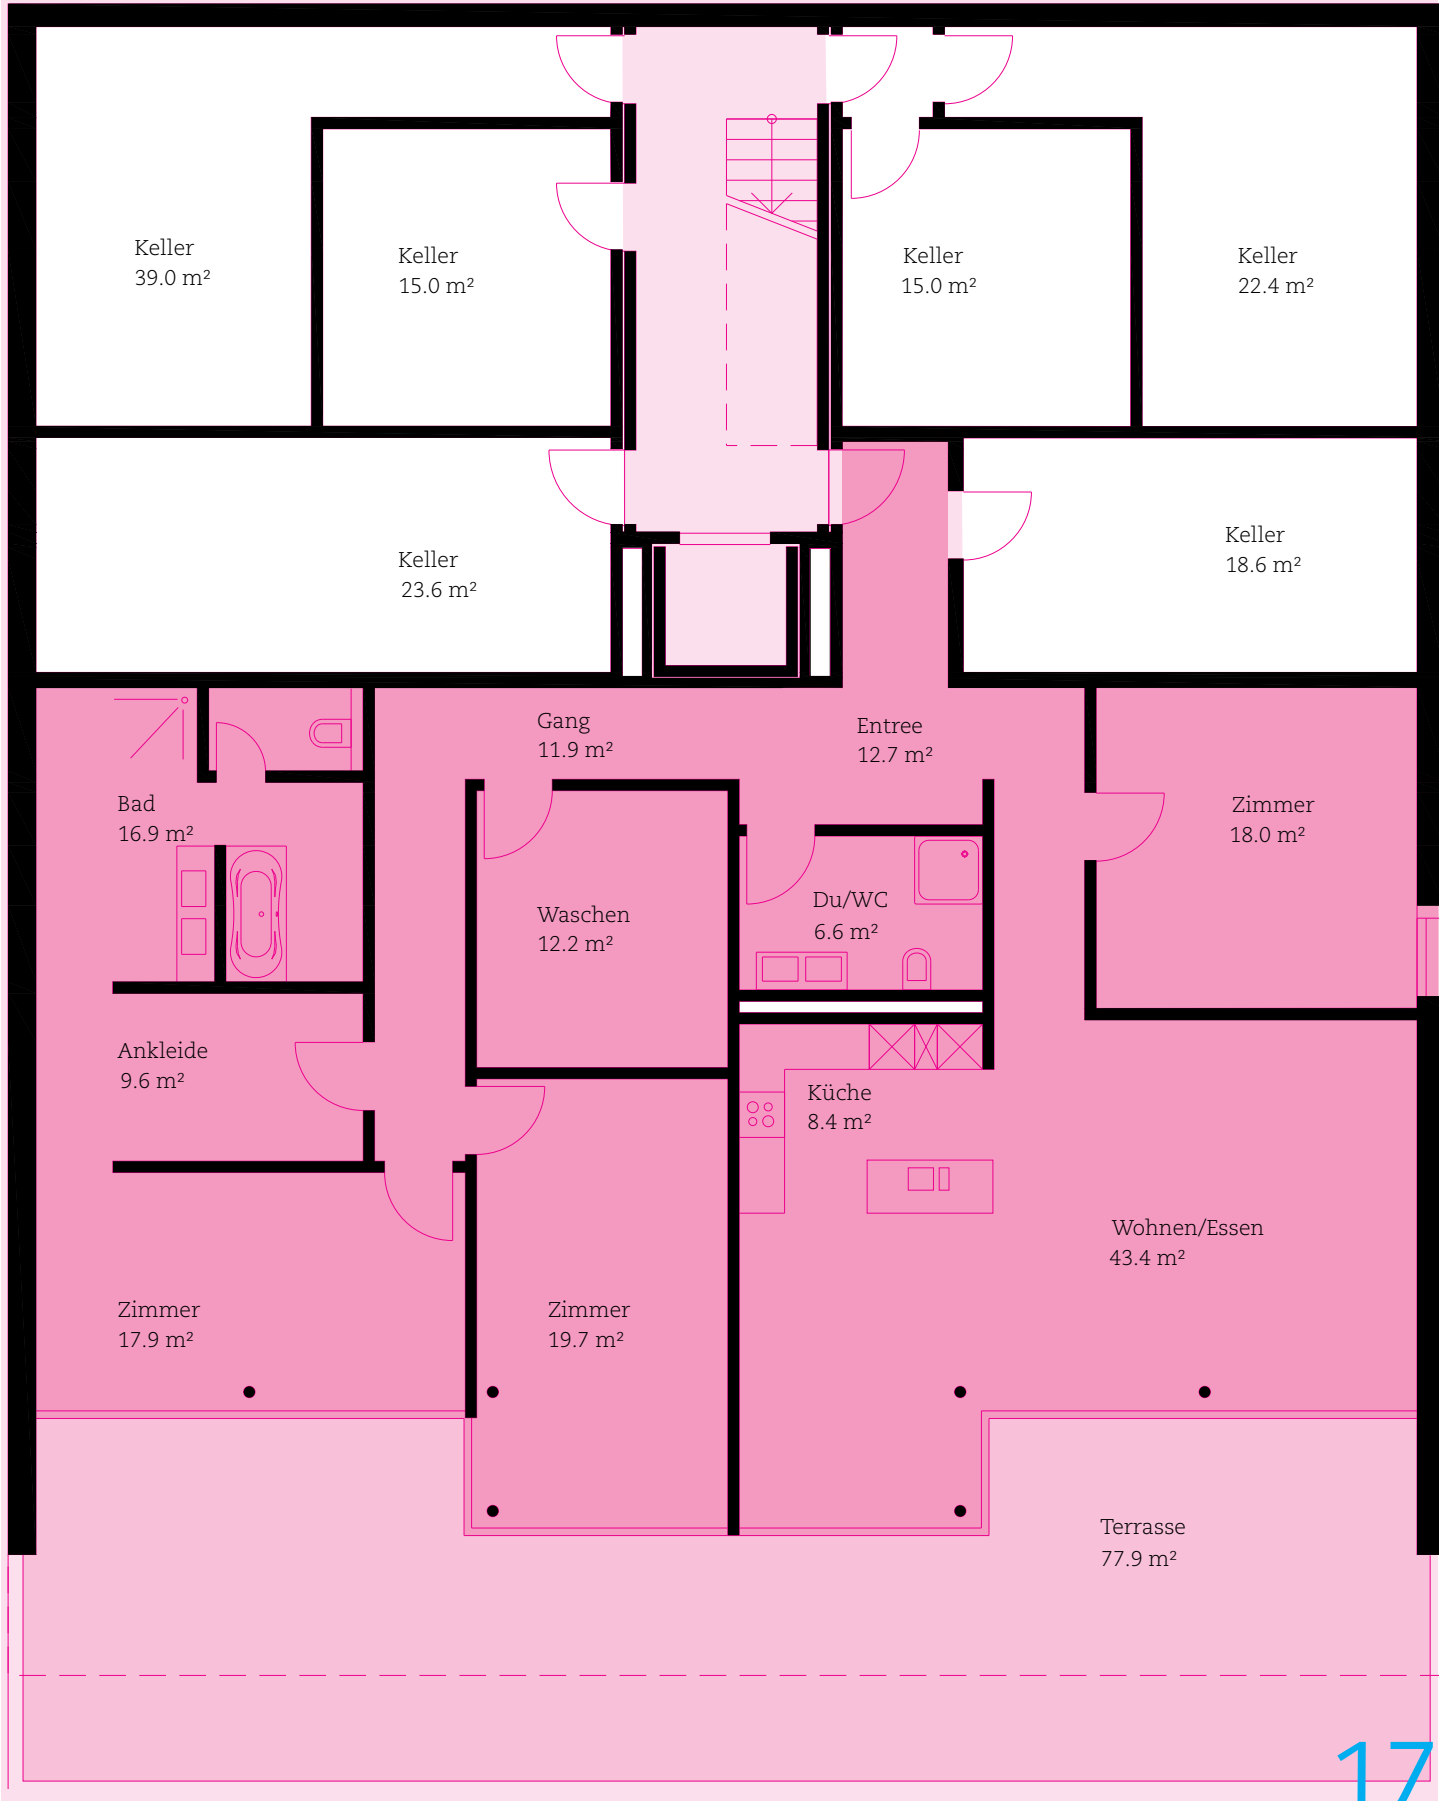 Keller
39.0 m²
Keller
15.0 m²
Keller
15.0 m²
Keller
22.4 m²
Keller
23.6 m²
Keller
18.6 m²
Gang
11.9 m²
Entree
12.7 m²
Bad
16.9 m²
Zimmer
18.0 m²
Waschen
12.2 m²
Du/WC
6.6 m²
Ankleide
9.6 m²
Küche
8.4 m²
Wohnen/Essen
43.4 m²
Zimmer
17.9 m²
Zimmer
19.7 m²
Terrasse
77.9 m²
17